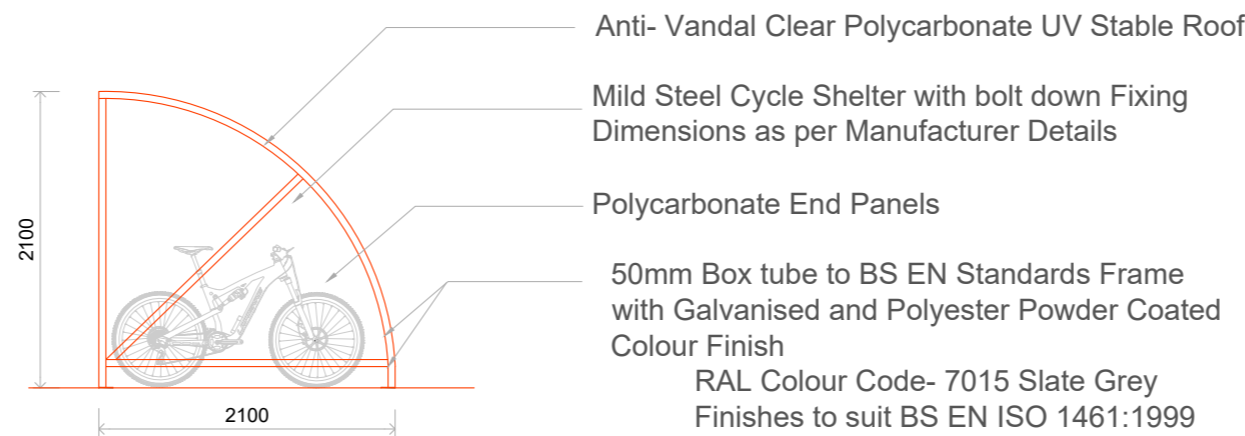 Anti- Vandal Clear Polycarbonate UV Stable Roof
Mild Steel Cycle Shelter with bolt down Fixing
Dimensions as per Manufacturer Details
Polycarbonate End Panels
50mm Box tube to BS EN Standards Frame
with Galvanised and Polyester Powder Coated
Colour Finish
RAL Colour Code- 7015 Slate Grey
Finishes to suit BS EN ISO 1461:1999
2100
2100